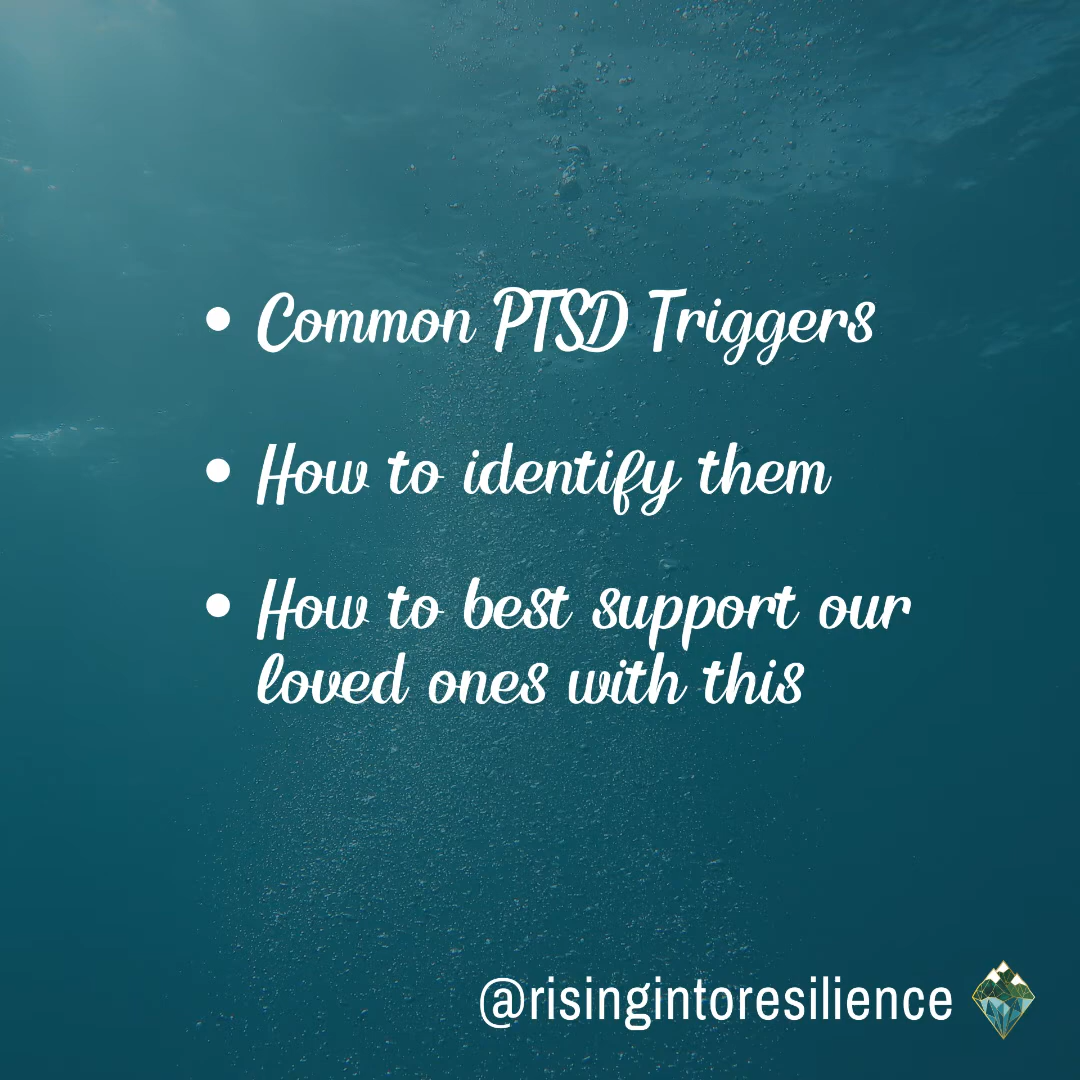 • Common PTSD Triggers
• How to identify them
• How to best support our
loved ones with this
@risingintoresilience